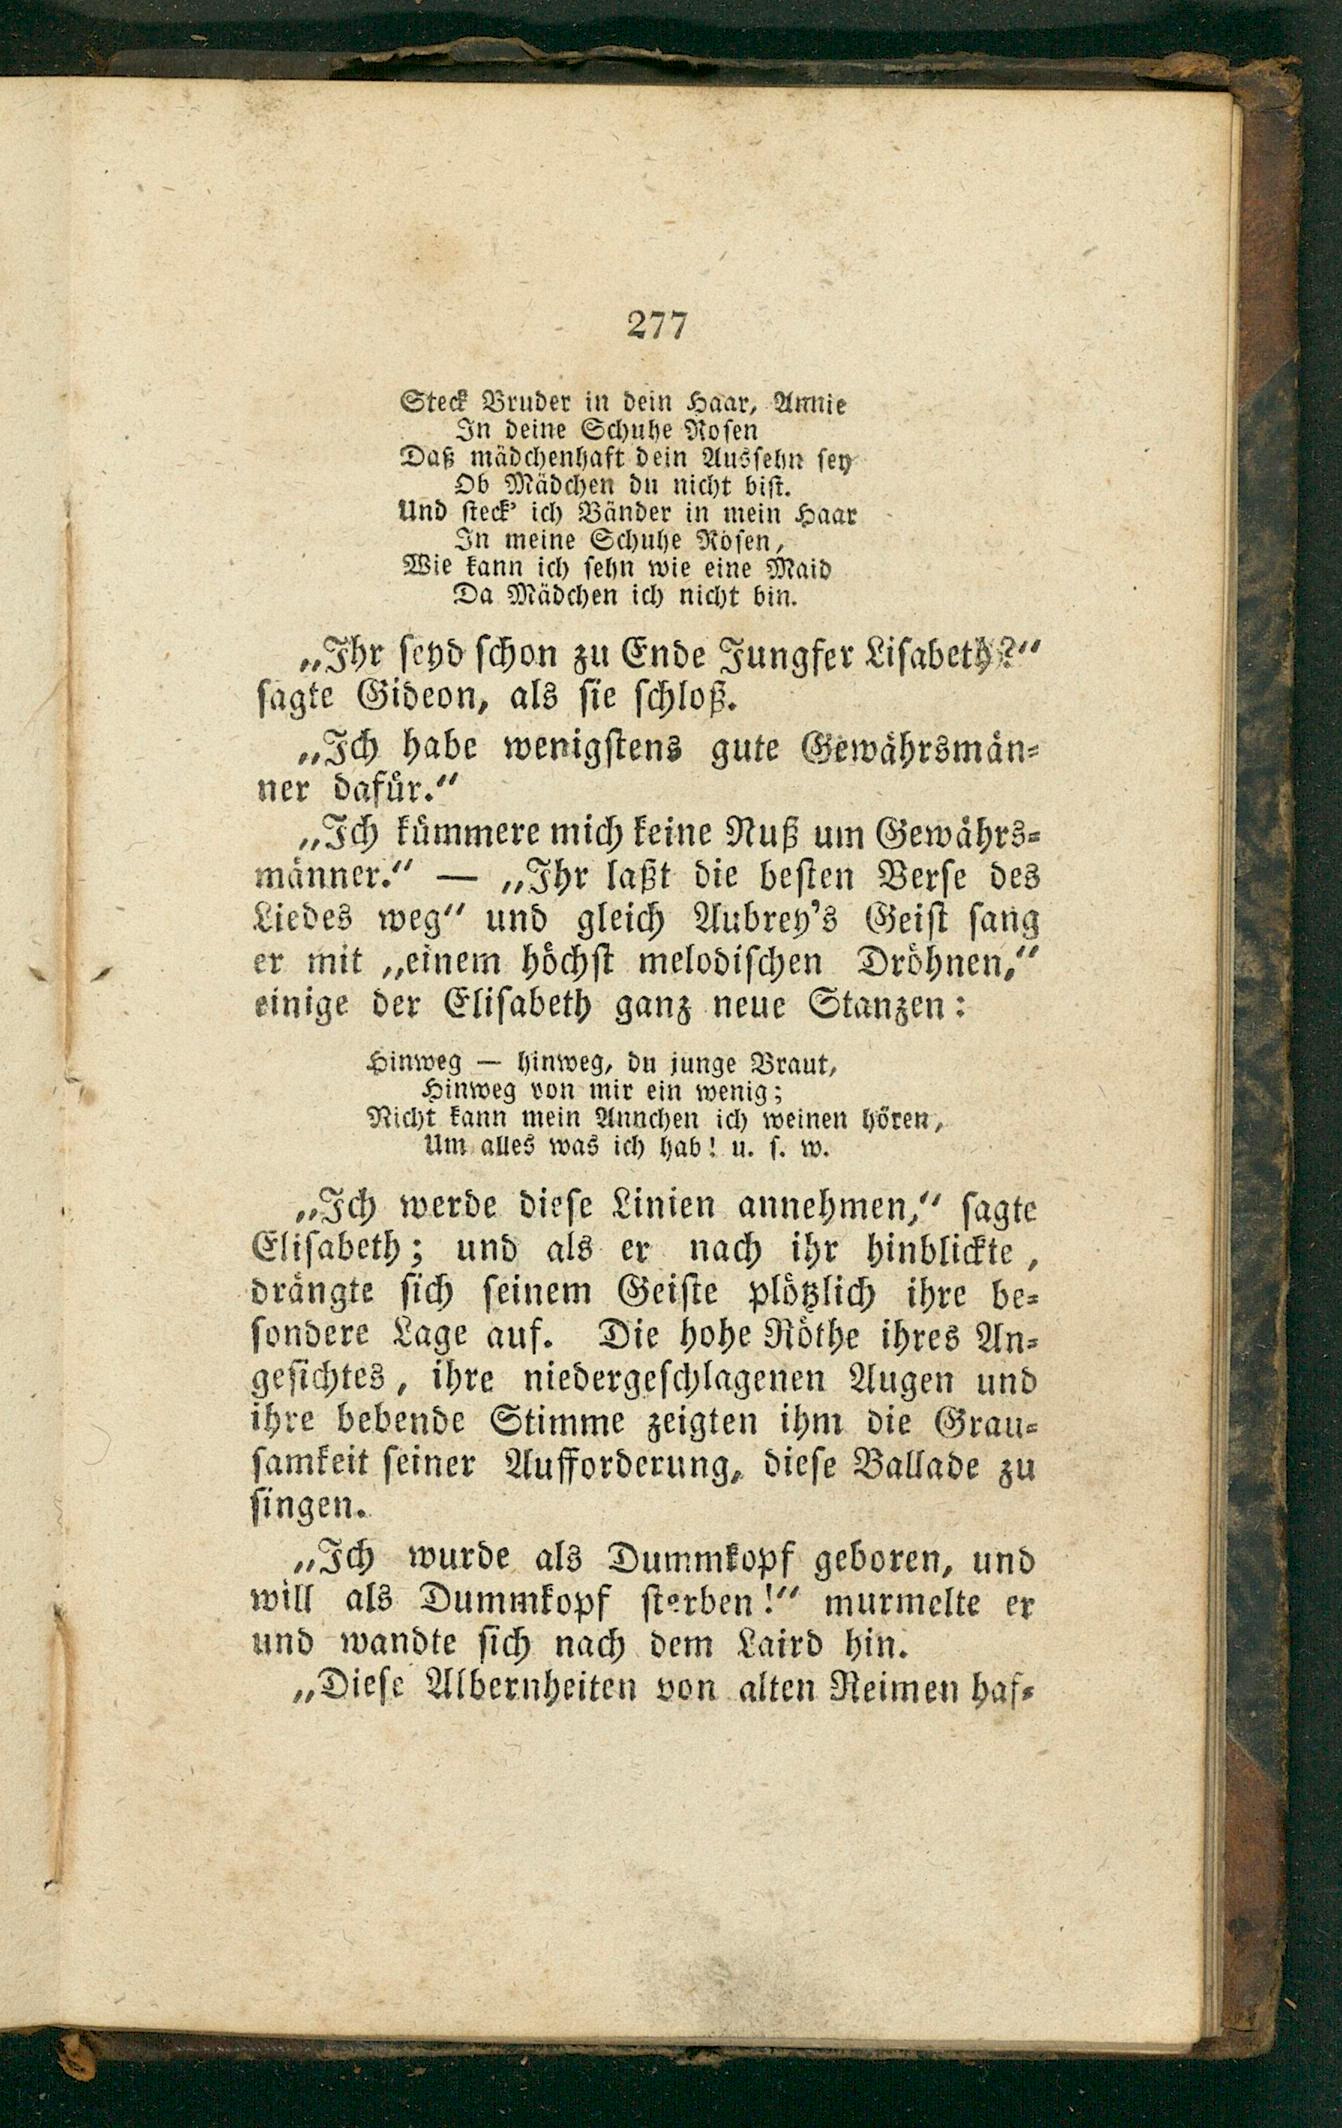 277
Steck Bruder in dein Haar, Annie
In deine Schuhe Rosen
Daß mädchenhaft dein Aussehn sey
Ob Mädchen du nicht bist.
Und steck' ich Bänder in mein Haar
In meine Schuhe Rosen,
Wie kann ich sehn wie eine Maid
Da Mädchen ich nicht bin.
„Ihr seyd schon zu Ende Jungfer Lisabeth?“
sagte Gideon, als sie schloß.
„Ich habe wenigstens gute Gewährsmän-
ner dafür.“
„Ich kümmere mich keine Nuß um Gewährs-
männer.“ — „Ihr laßt die besten Verse des
Liedes weg“ und gleich Aubrey's Geist sang
er mit „einem höchst melodischen Dröhnen,“
einige der Elisabeth ganz neue Stanzen:
Hinweg — hinweg, du junge Braut,
Hinweg von mir ein wenig;
Nicht kann mein Annchen ich weinen hören,
Um alles was ich hab! u. s. w.
„Ich werde diese Linien annehmen,“ sagte
Elisabeth; und als er nach ihr hinblickte,
drängte sich seinem Geiste plötzlich ihre be-
sondere Lage auf. Die hohe Röthe ihres An-
gesichtes, ihre niedergeschlagenen Augen und
ihre bebende Stimme zeigten ihm die Grau-
samkeit seiner Aufforderung, diese Ballade zu
singen.
„Ich wurde als Dummkopf geboren, und
will als Dummkopf sterben!“ murmelte er
und wandte sich nach dem Laird hin.
„Diese Albernheiten von alten Reimen haf-